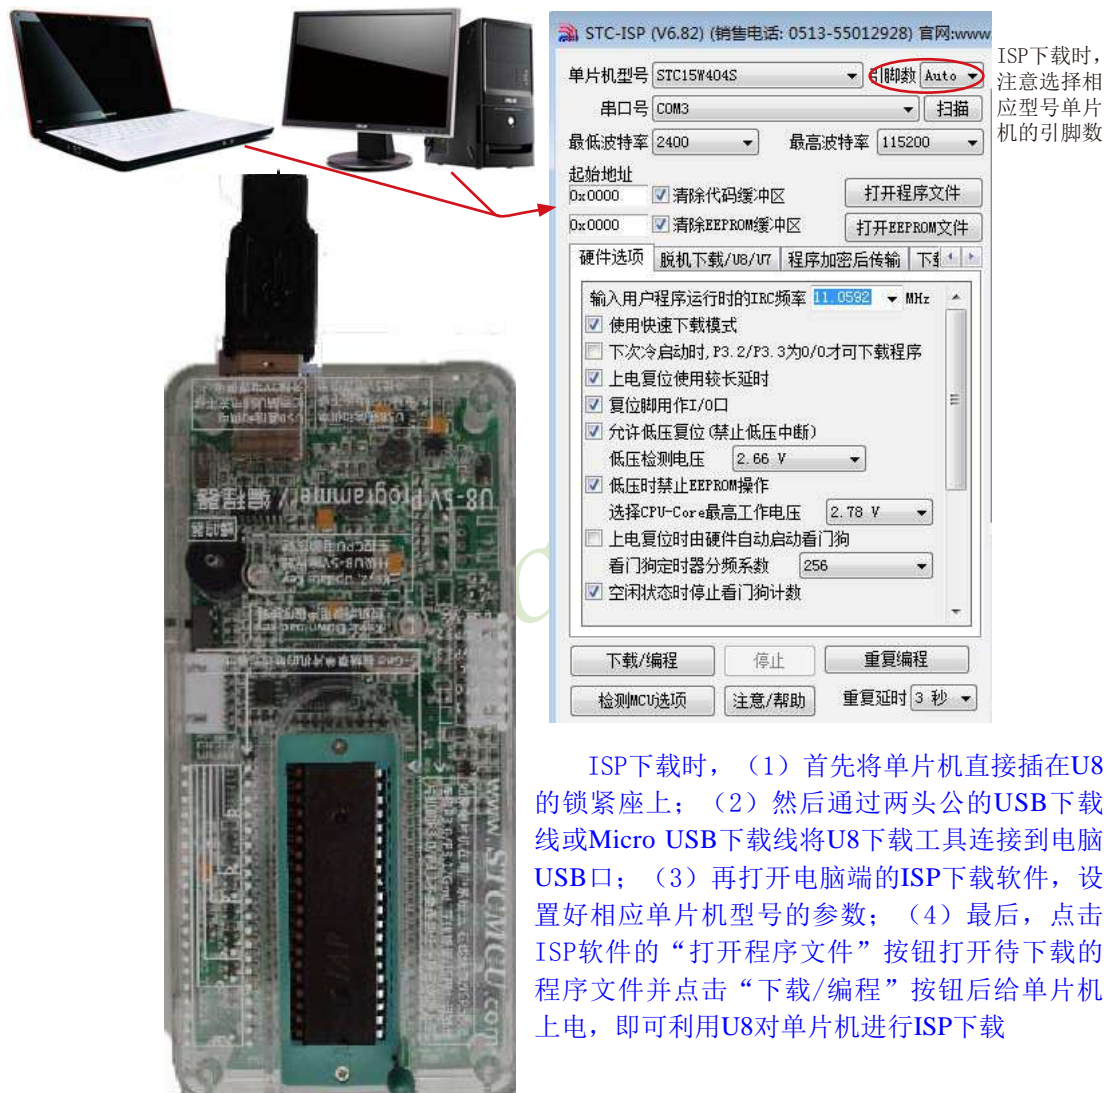 STC-ISP (V6.82) (销售电话: 0513-55012928) 官网:www
单片机型号 STC15W404S 引脚数 Auto
串口号 COM3 扫描
最低波特率 2400 最高波特率 115200
起始地址
0x0000 清除代码缓冲区 打开程序文件
0x0000 清除EEPROM缓冲区 打开EEPROM文件
硬件选项 脱机下载/U8/U7 程序加密后传输
输入用户程序运行时的IRC频率 11.0592 MHz
使用快速下载模式
下次冷启动时,P3.2/P3.3为0/0才可下载程序
上电复位使用较长延时
复位脚用作I/O口
允许低压复位(禁止低压中断)
低压检测电压 2.66 V
低压时禁止EEPROM操作
选择CPU-Core最高工作电压 2.78 V
上电复位时由硬件自动启动看门狗
看门狗定时器分频系数 256
空闲状态时停止看门狗计数
下载/编程 停止 重复编程
检测MCU选项 注意/帮助 重复延时 3 秒
ISP下载时，
注意选择相
应型号单片
机的引脚数
U8-5V Programmer/编程器
www.STCMCU.com
ISP下载时，（1）首先将单片机直接插在U8
的锁紧座上；（2）然后通过两头公的USB下载
线或Micro USB下载线将U8下载工具连接到电脑
USB口；（3）再打开电脑端的ISP下载软件，设
置好相应单片机型号的参数；（4）最后，点击
ISP软件的“打开程序文件”按钮打开待下载的
程序文件并点击“下载/编程”按钮后给单片机
上电，即可利用U8对单片机进行ISP下载